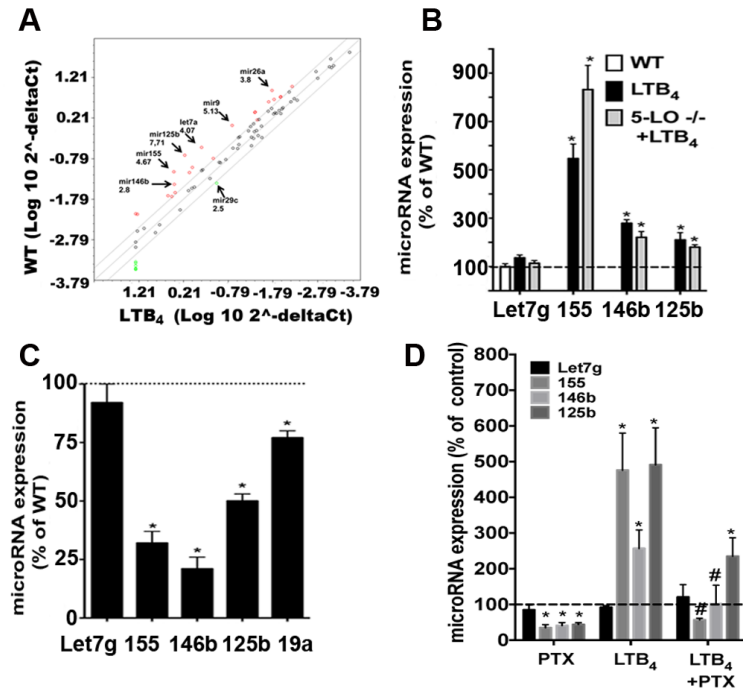 A
WT (Log 10 2^-deltaCt)
1.21
0.21
-0.79
-1.79
-2.79
-3.79
mir26a
3.8
mir9
5.13
let7a
4.07
mir125b
7,71
mir155
4.67
mir146b
2.8
mir29c
2.5
1.21 0.21 -0.79 -1.79 -2.79 -3.79
LTB₄ (Log 10 2^-deltaCt)
B
microRNA expression
(% of WT)
900
700
500
300
100
WT
LTB₄
5-LO -/-
+LTB₄
* * * * * *
Let7g 155 146b 125b
C
microRNA expression
(% of WT)
100
75
50
25
0
* * * *
Let7g 155 146b 125b 19a
D
microRNA expression (% of control)
800
700
600
500
400
300
200
100
0
Let7g
155
146b
125b
* * * * * * # # *
PTX LTB₄ LTB₄
+PTX